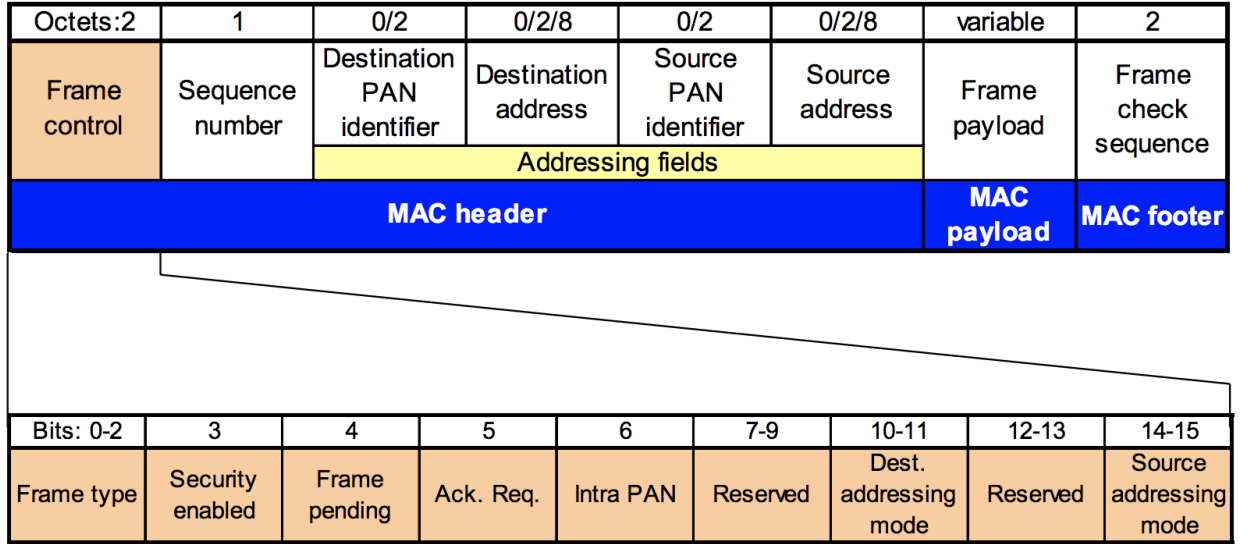 Octets:2 1 0/2 0/2/8 0/2 0/2/8 variable 2
Frame control
Sequence number
Destination PAN identifier
Destination address
Source PAN identifier
Source address
Frame payload
Frame check sequence
Addressing fields
MAC header
MAC payload
MAC footer
Bits: 0-2 3 4 5 6 7-9 10-11 12-13 14-15
Frame type
Security enabled
Frame pending
Ack. Req.
Intra PAN
Reserved
Dest. addressing mode
Reserved
Source addressing mode